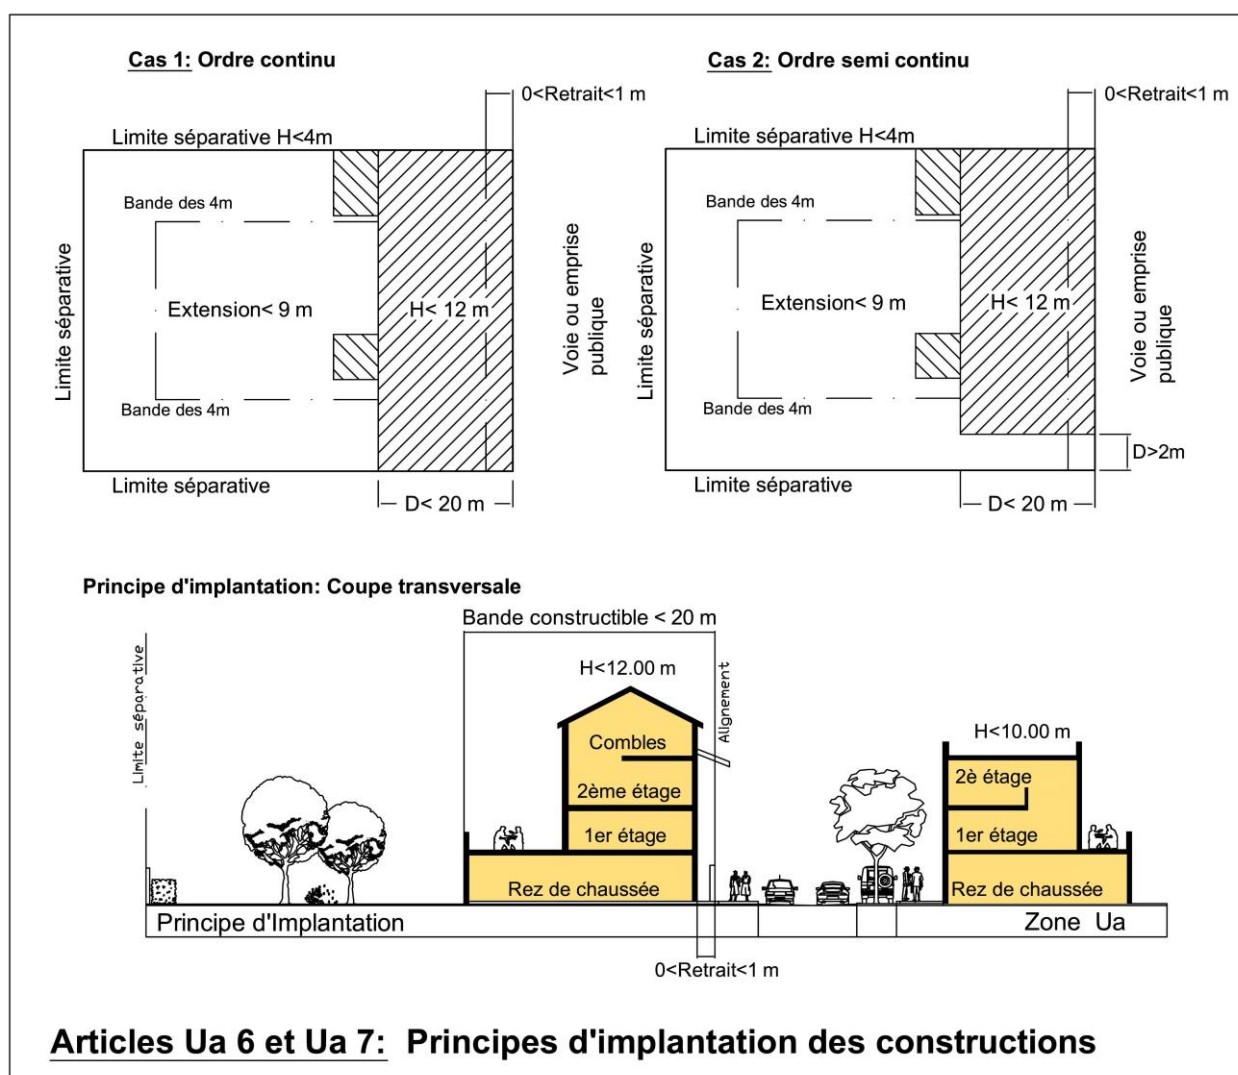 Cas 1: Ordre continu
0<Retrait<1 m
Limite séparative H<4m
Bande des 4m
Limite séparative
Extension< 9 m
H< 12 m
Voie ou emprise
publique
Bande des 4m
Limite séparative
D< 20 m
Cas 2: Ordre semi continu
0<Retrait<1 m
Limite séparative H<4m
Bande des 4m
Limite séparative
Extension< 9 m
H< 12 m
Voie ou emprise
publique
Bande des 4m
D>2m
Limite séparative
D< 20 m
Principe d'implantation: Coupe transversale
Bande constructible < 20 m
Limite séparative
H<12.00 m
Alignement
Combles
2ème étage
1er étage
Rez de chaussée
H<10.00 m
2è étage
1er étage
Rez de chaussée
Principe d'Implantation
Zone Ua
0<Retrait<1 m
Articles Ua 6 et Ua 7: Principes d'implantation des constructions